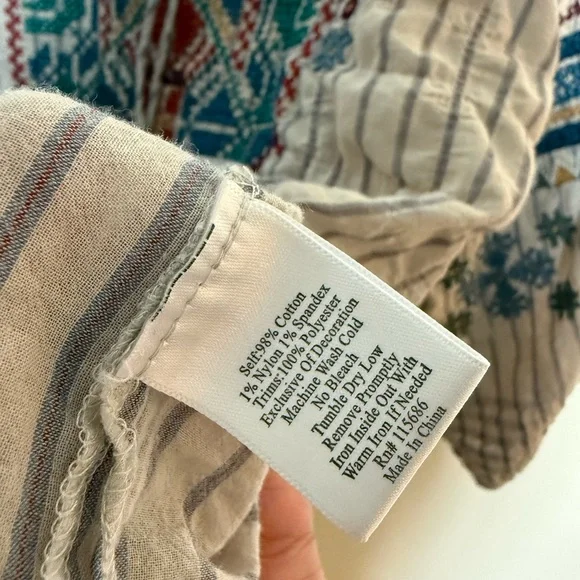 Self:98% Cotton
1% Nylon 1% Spandex
Trims:100% Polyester
Exclusive Of Decoration
Machine Wash Cold
No Bleach
Tumble Dry Low
Remove Promptly
Iron Inside Out With
Warm Iron If Needed
Rn# 115686
Made In China